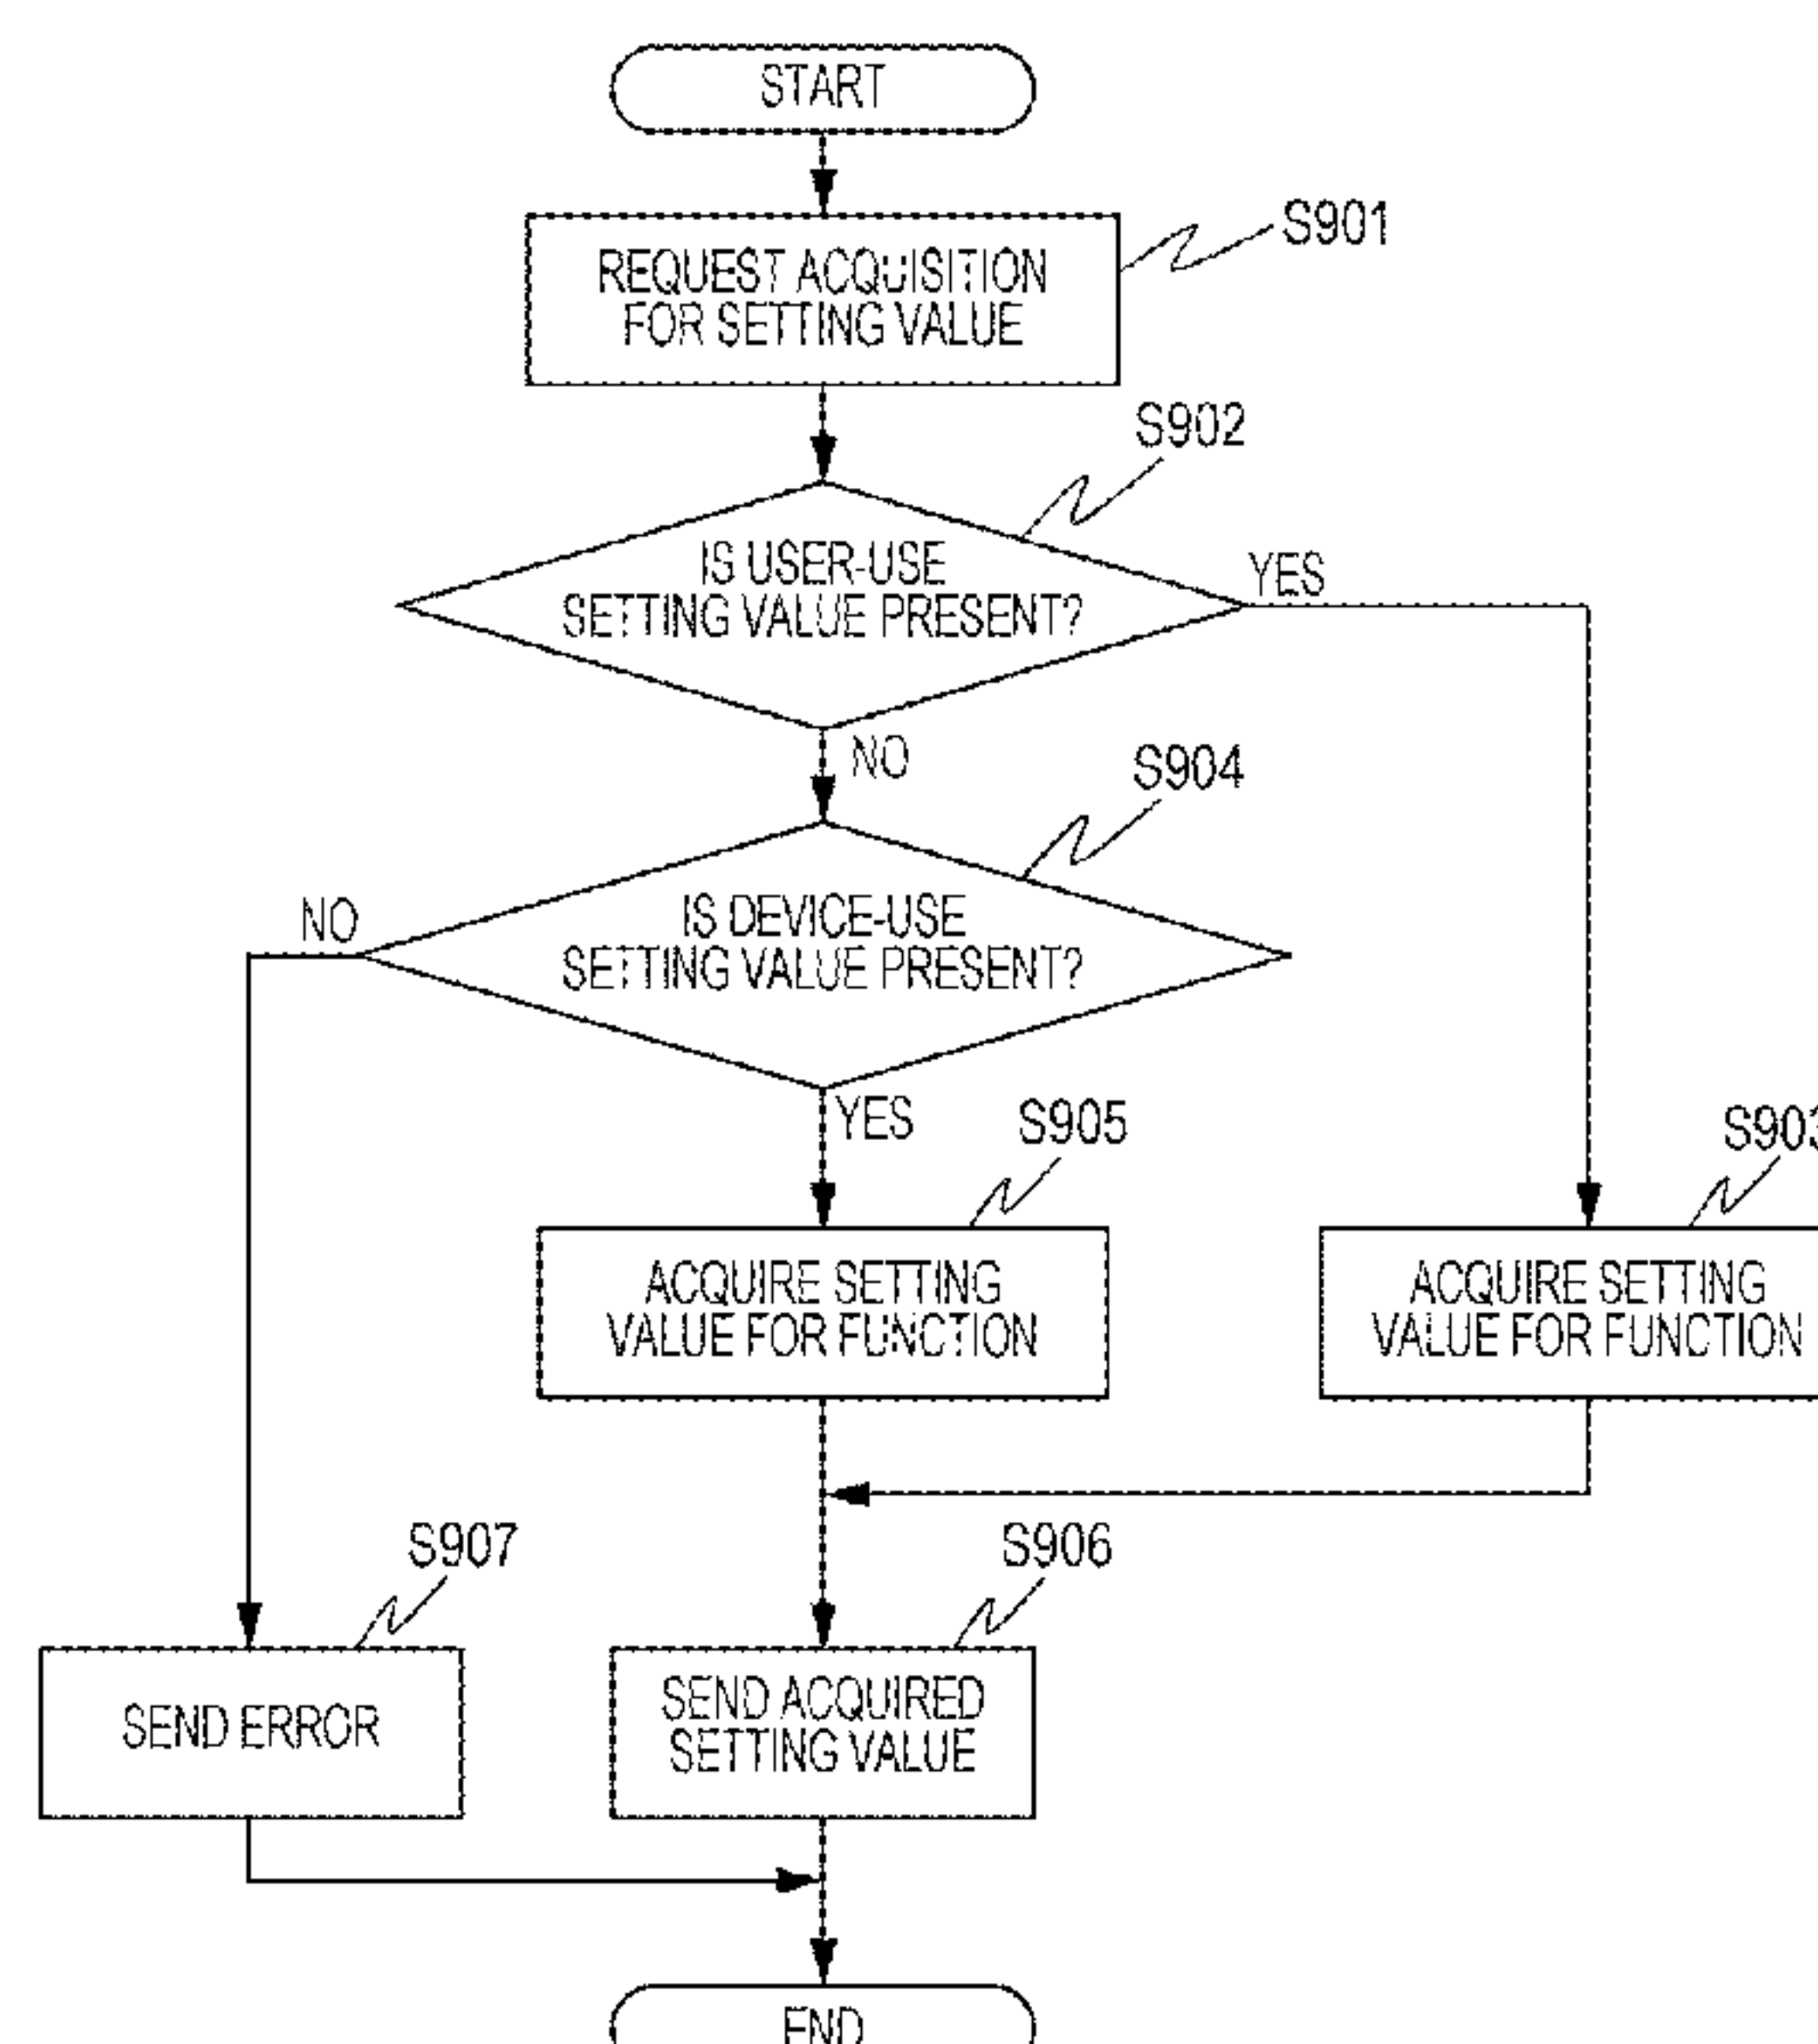 START
S901
REQUEST ACQUISITION
FOR SETTING VALUE
S902
IS USER-USE
SETTING VALUE PRESENT?
YES
NO
S904
IS DEVICE-USE
SETTING VALUE PRESENT?
NO
YES
S905
S903
ACQUIRE SETTING
VALUE FOR FUNCTION
ACQUIRE SETTING
VALUE FOR FUNCTION
S907
S906
SEND ERROR
SEND ACQUIRED
SETTING VALUE
END